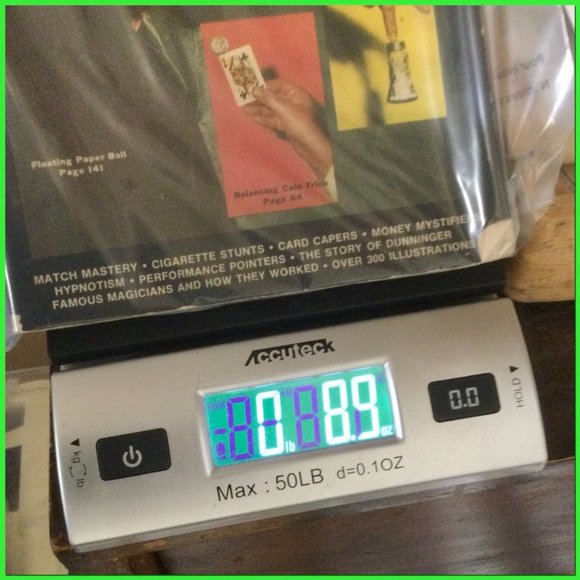 Floating Paper Ball
Page 141
Balancing Coin Trick
Page 64
MATCH MASTERY • CIGARETTE STUNTS • CARD CAPERS • MONEY MYSTIFIERS
HYPNOTISM • PERFORMANCE POINTERS • THE STORY OF DUNNINGER
FAMOUS MAGICIANS AND HOW THEY WORKED • OVER 300 ILLUSTRATIONS
Accuteck
0 lb 8.9 oz
0.0
HOLD
kg lb
Max : 50LB d=0.1OZ